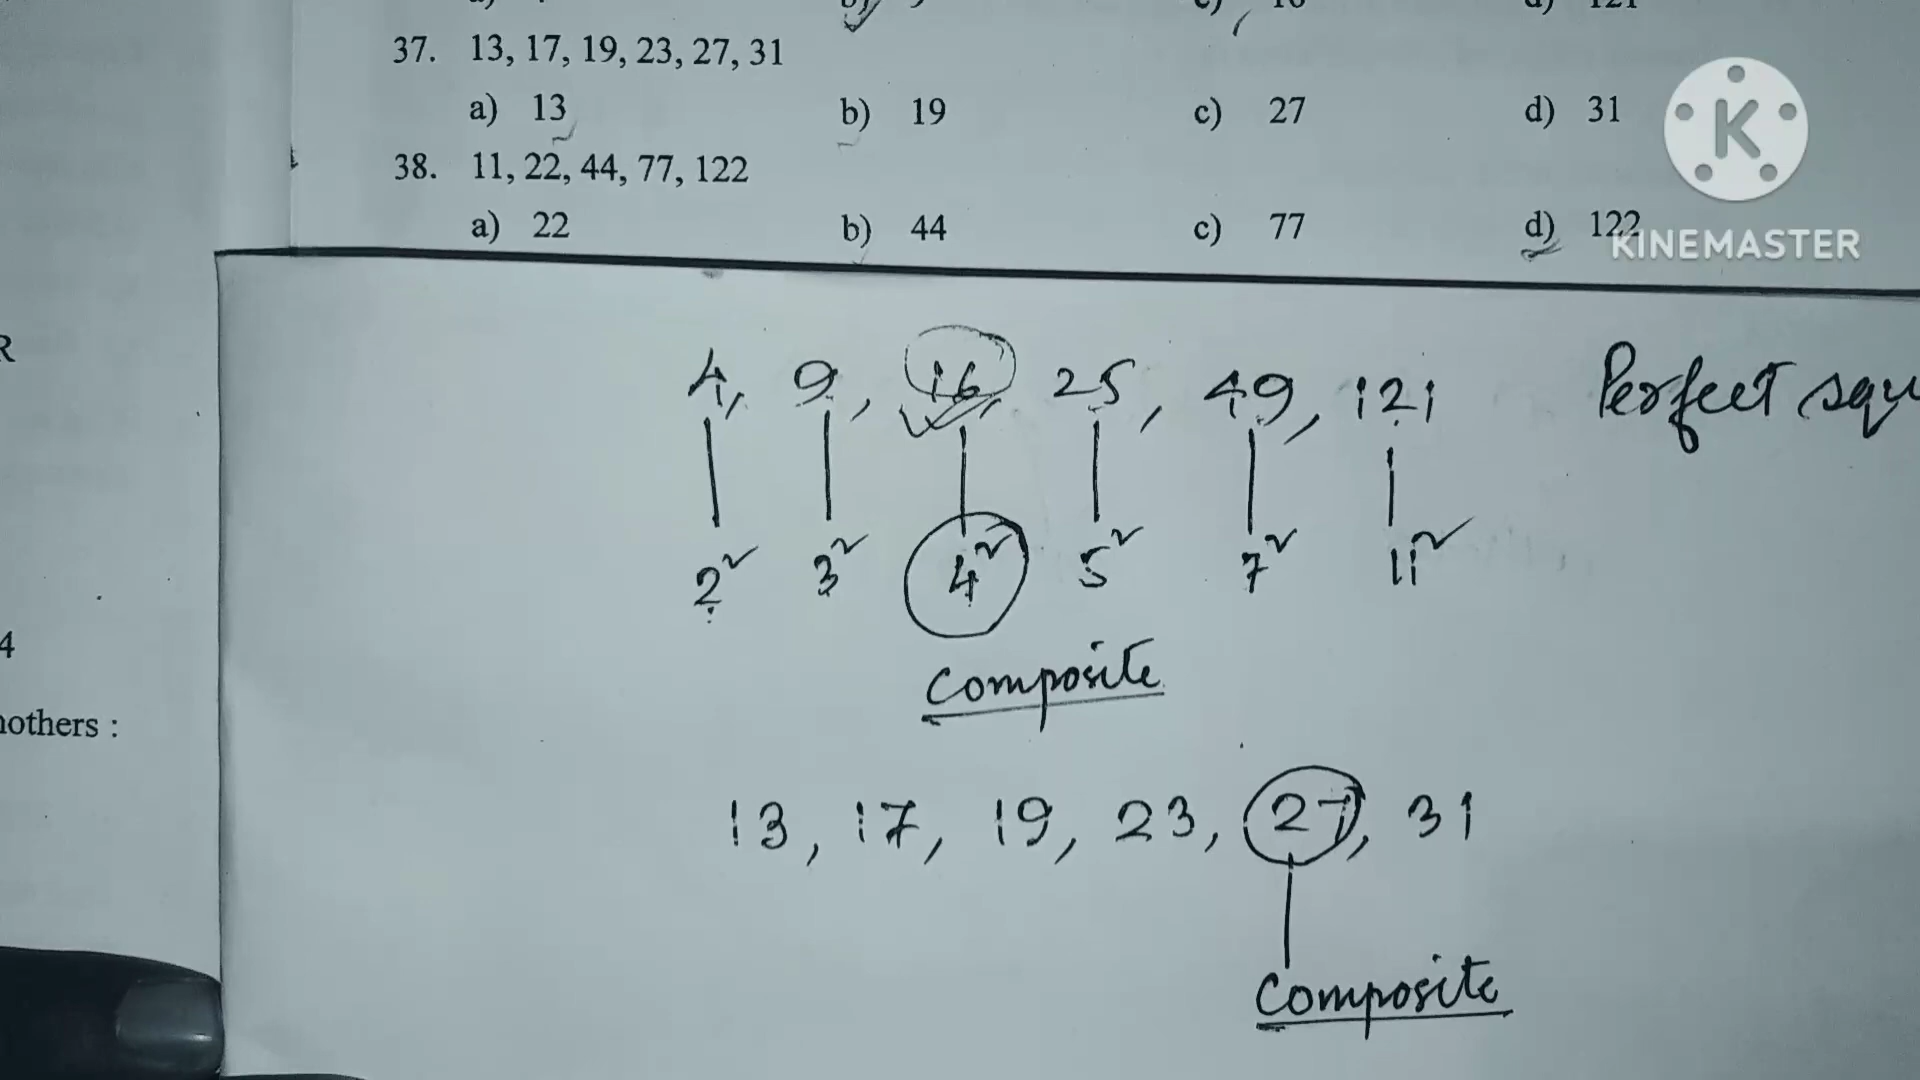 37. 13, 17, 19, 23, 27, 31
a) 13 b) 19 c) 27 d) 31
38. 11, 22, 44, 77, 122
a) 22 b) 44 c) 77 d) 122
K
KINEMASTER
R
4
nothers :
4, 9, 16, 25, 49, 121 Perfect squ
2² 3² 4² 5² 7² 11²
Composite
13, 17, 19, 23, 27, 31
Composite